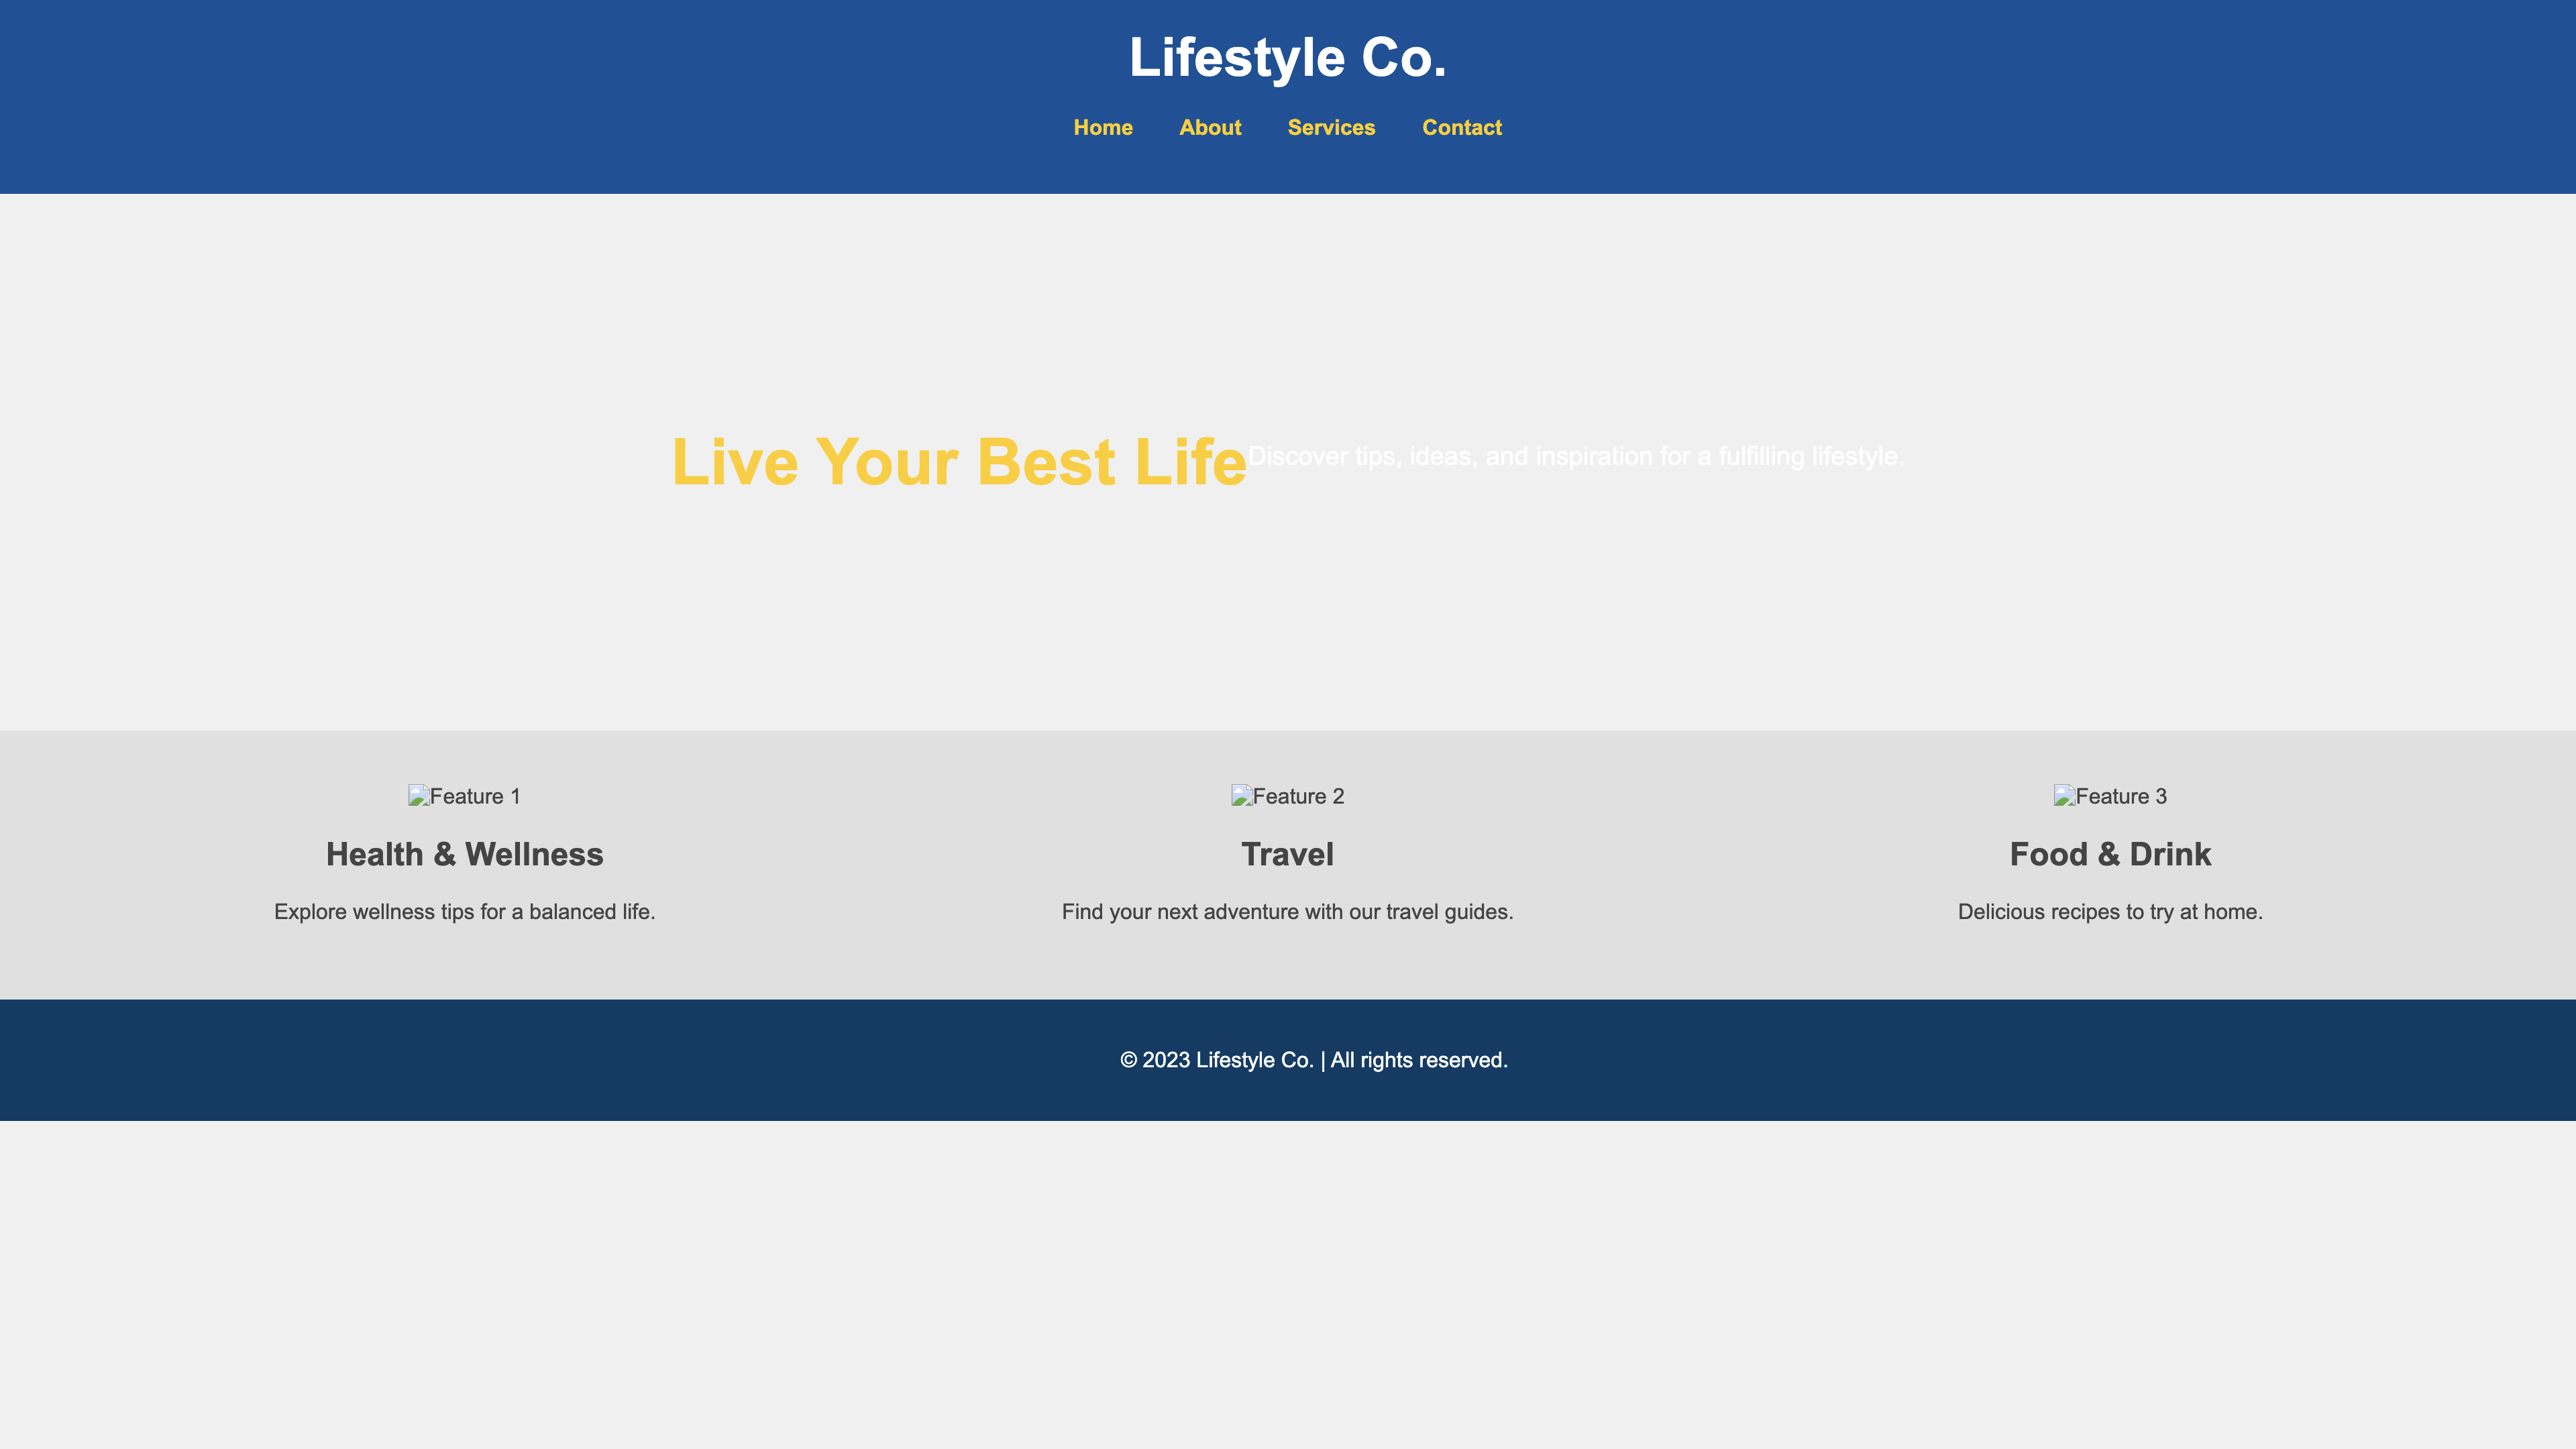 Lifestyle Co.
Home About Services Contact
Live Your Best Life
Discover tips, ideas, and inspiration for a fulfilling lifestyle.
Feature 1
Health & Wellness
Explore wellness tips for a balanced life.
Feature 2
Travel
Find your next adventure with our travel guides.
Feature 3
Food & Drink
Delicious recipes to try at home.
© 2023 Lifestyle Co. | All rights reserved.